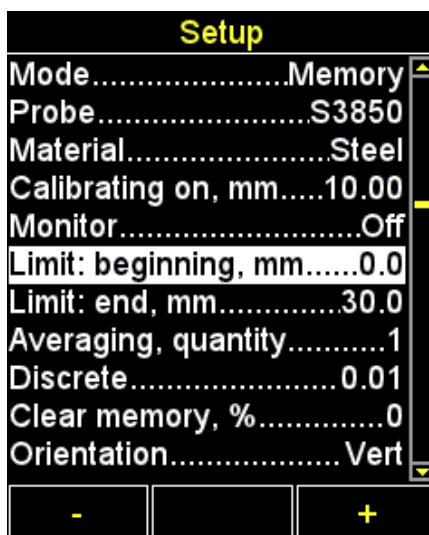 Setup
Mode.....................Memory
Probe.......................S3850
Material......................Steel
Calibrating on, mm.....10.00
Monitor..........................Off
Limit: beginning, mm......0.0
Limit: end, mm..............30.0
Averaging, quantity...........1
Discrete......................0.01
Clear memory, %..............0
Orientation................... Vert
- +